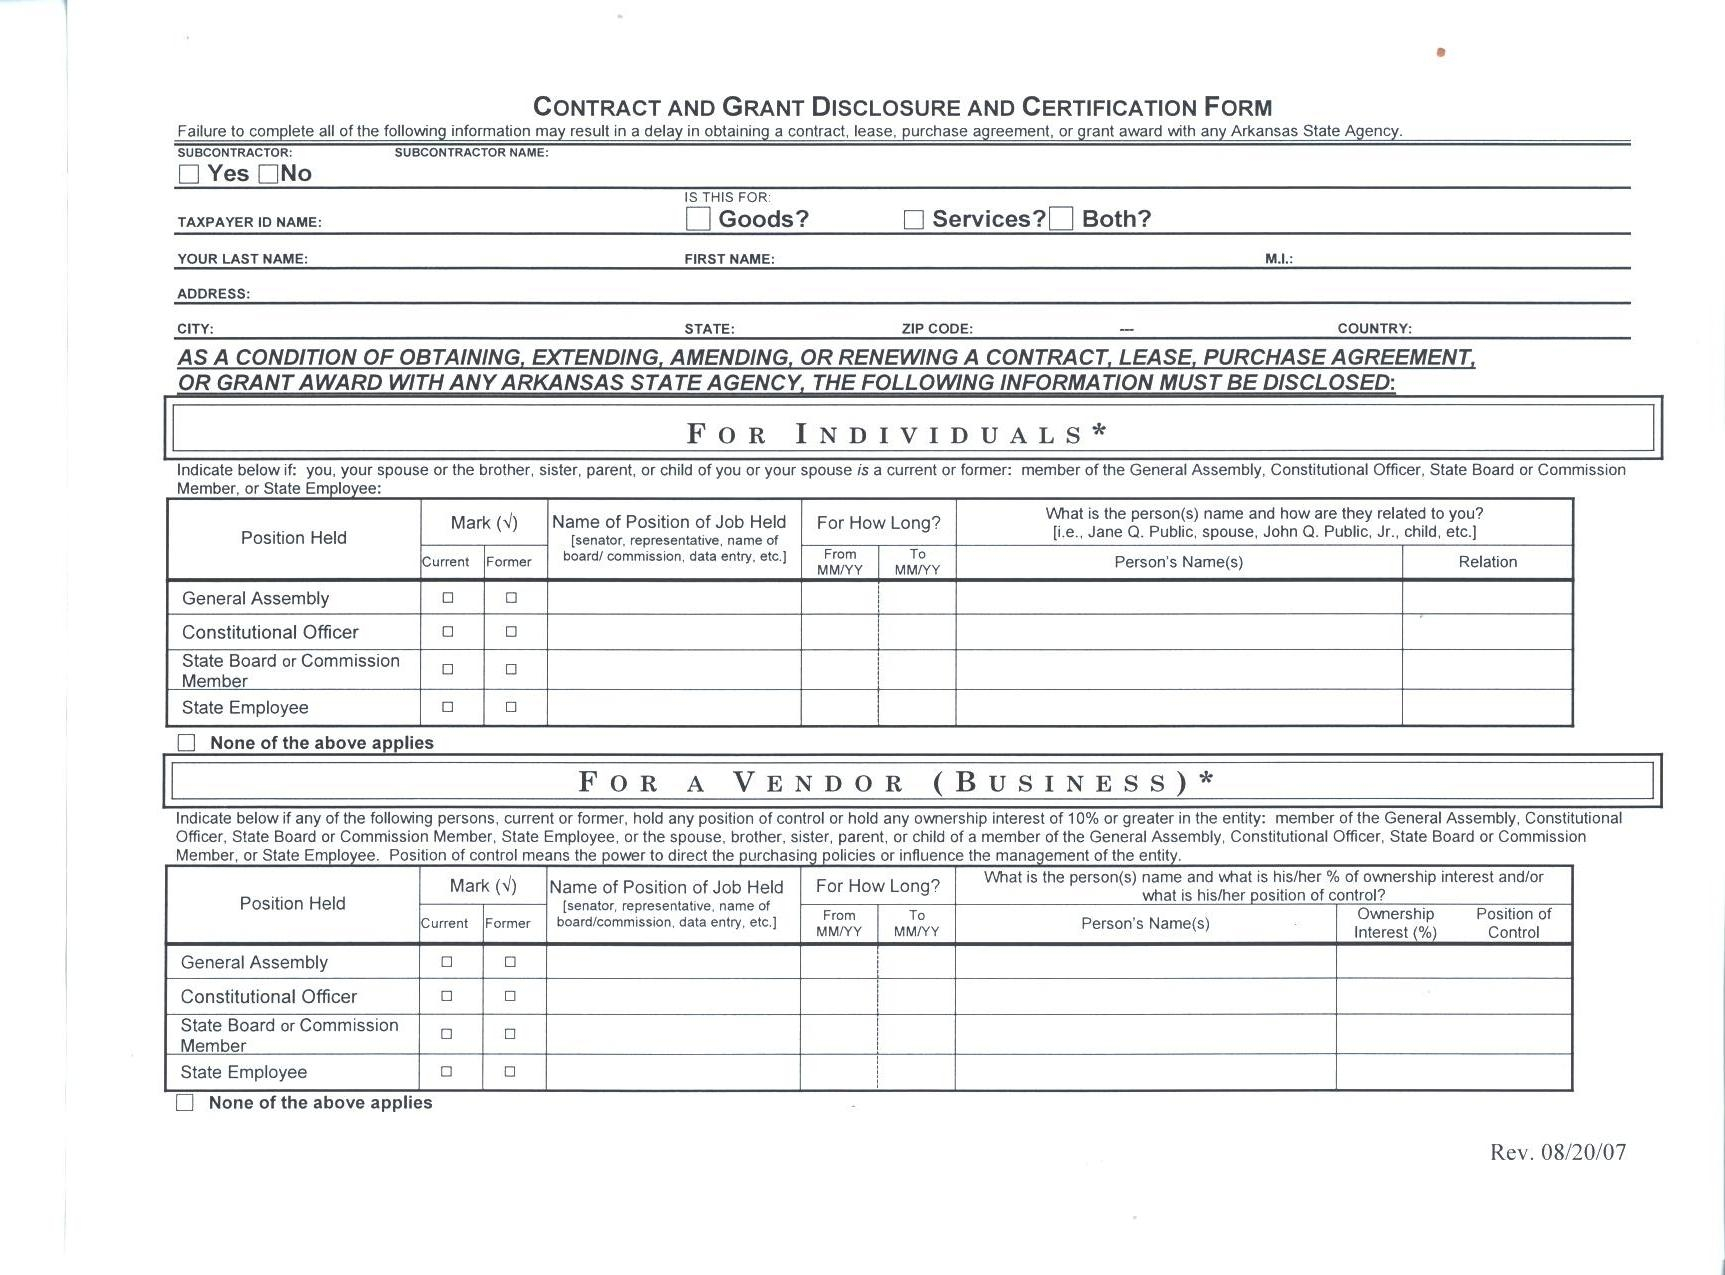 CONTRACT AND GRANT DISCLOSURE AND CERTIFICATION FORM
Failure to complete all of the following information may result in a delay in obtaining a contract, lease, purchase agreement, or grant award with any Arkansas State Agency.
SUBCONTRACTOR: SUBCONTRACTOR NAME:
☐ Yes ☐ No
IS THIS FOR:
TAXPAYER ID NAME: ☐ Goods? ☐ Services? ☐ Both?
YOUR LAST NAME: FIRST NAME: M.I.:
ADDRESS:
CITY: STATE: ZIP CODE: --- COUNTRY:
AS A CONDITION OF OBTAINING, EXTENDING, AMENDING, OR RENEWING A CONTRACT, LEASE, PURCHASE AGREEMENT,
OR GRANT AWARD WITH ANY ARKANSAS STATE AGENCY, THE FOLLOWING INFORMATION MUST BE DISCLOSED:
FOR INDIVIDUALS*
Indicate below if: you, your spouse or the brother, sister, parent, or child of you or your spouse is a current or former: member of the General Assembly, Constitutional Officer, State Board or Commission
Member, or State Employee:
Position Held Mark (√) Name of Position of Job Held For How Long? What is the person(s) name and how are they related to you?
[senator, representative, name of [i.e., Jane Q. Public, spouse, John Q. Public, Jr., child, etc.]
board/ commission, data entry, etc.]
Current Former From MM/YY To MM/YY Person's Name(s) Relation
General Assembly ☐ ☐
Constitutional Officer ☐ ☐
State Board or Commission
Member ☐ ☐
State Employee ☐ ☐
☐ None of the above applies
FOR A VENDOR (BUSINESS)*
Indicate below if any of the following persons, current or former, hold any position of control or hold any ownership interest of 10% or greater in the entity: member of the General Assembly, Constitutional
Officer, State Board or Commission Member, State Employee, or the spouse, brother, sister, parent, or child of a member of the General Assembly, Constitutional Officer, State Board or Commission
Member, or State Employee. Position of control means the power to direct the purchasing policies or influence the management of the entity.
Position Held Mark (√) Name of Position of Job Held For How Long? What is the person(s) name and what is his/her % of ownership interest and/or
[senator, representative, name of what is his/her position of control?
board/commission, data entry, etc.]
Current Former From MM/YY To MM/YY Person's Name(s) Ownership Interest (%) Position of Control
General Assembly ☐ ☐
Constitutional Officer ☐ ☐
State Board or Commission
Member ☐ ☐
State Employee ☐ ☐
☐ None of the above applies
Rev. 08/20/07